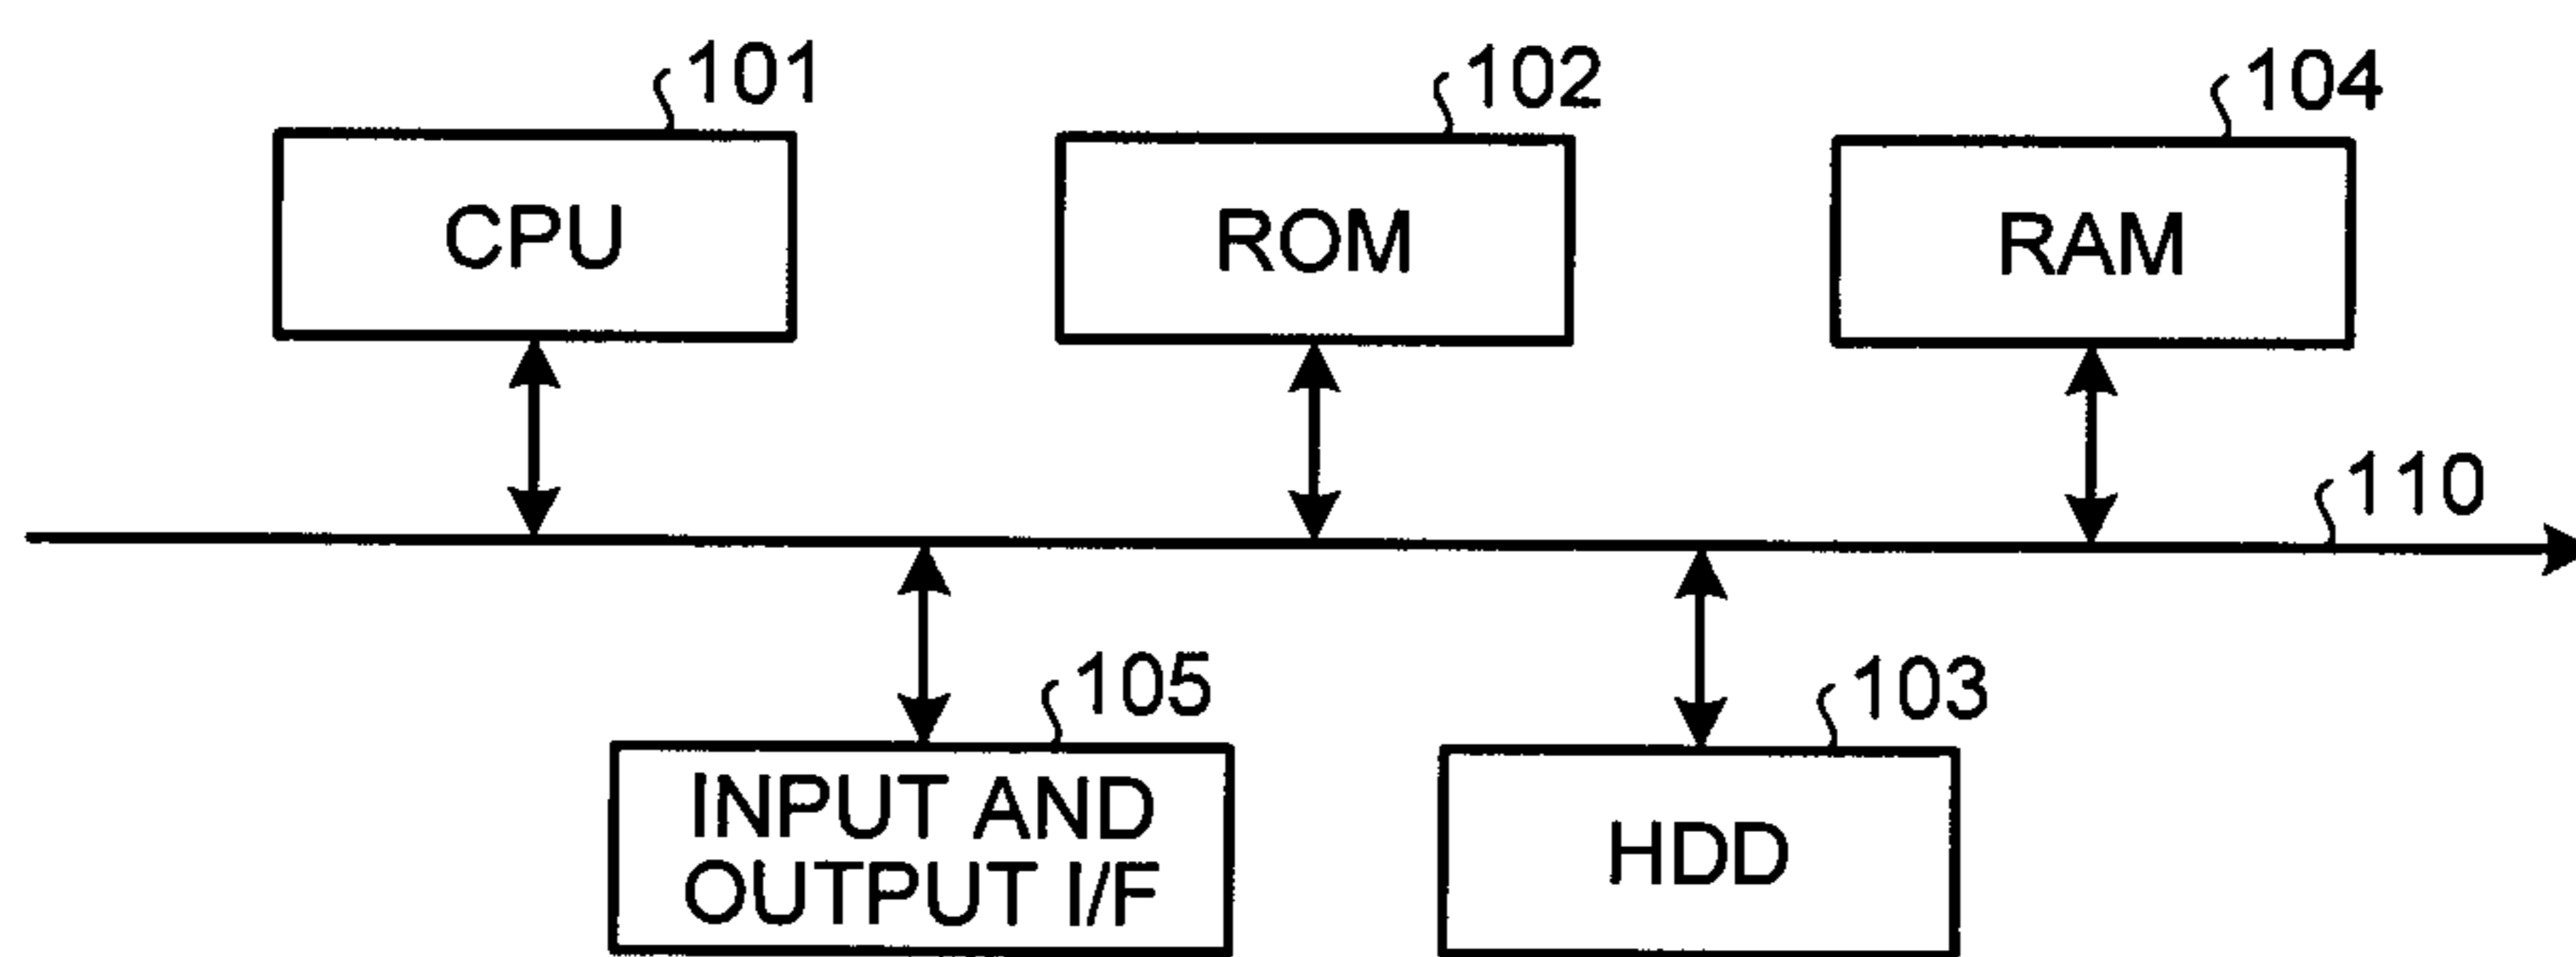 101
102
104
CPU
ROM
RAM
110
105
103
INPUT AND
OUTPUT I/F
HDD